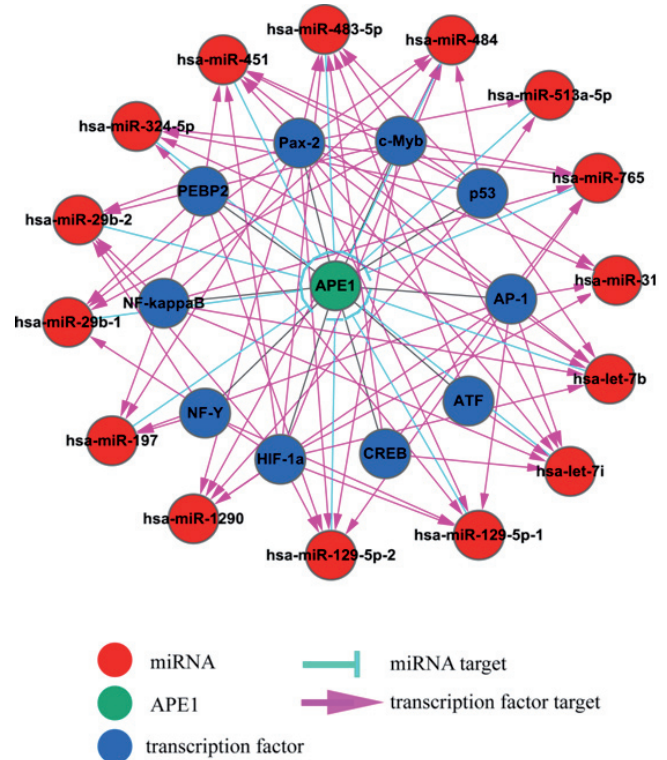 hsa-miR-483-5p
hsa-miR-484
hsa-miR-451
hsa-miR-513a-5p
hsa-miR-324-5p
Pax-2
c-Myb
hsa-miR-765
PEBP2
p53
hsa-miR-29b-2
hsa-miR-31
APE1
NF-kappaB
AP-1
hsa-miR-29b-1
hsa-let-7b
ATF
NF-Y
hsa-miR-197
HIF-1a
CREB
hsa-let-7i
hsa-miR-1290
hsa-miR-129-5p-1
hsa-miR-129-5p-2
miRNA
miRNA target
APE1
transcription factor target
transcription factor